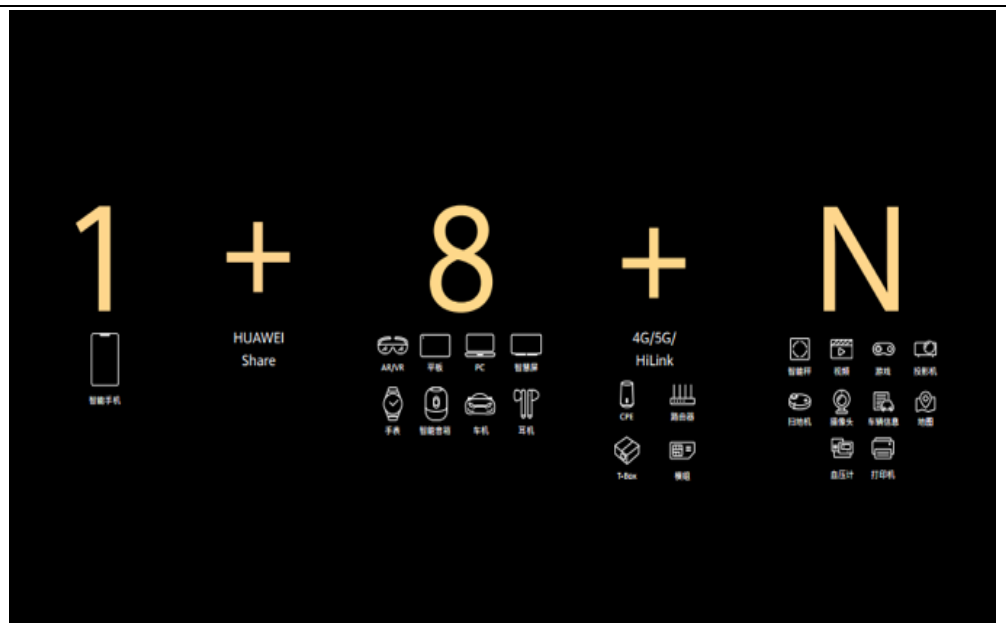 1 + 8 + N
智能手机
HUAWEI
Share
AR/VR 平板 PC 智慧屏
手表 智能音箱 车机 耳机
4G/5G/
HiLink
CPE 路由器
T-Box 模组
智能秤 视频 游戏 投影机
扫地机 摄像头 车辆信息 地图
血压计 打印机